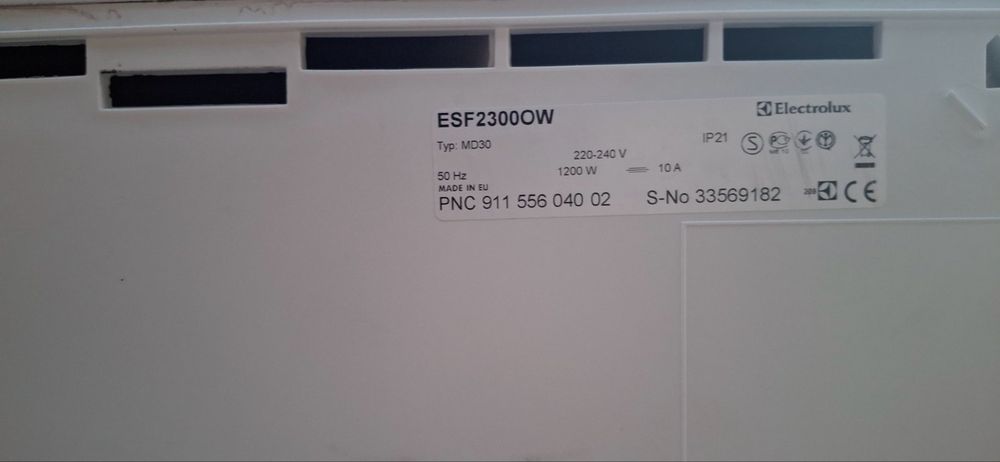 ESF2300OW
Electrolux
Typ: MD30
IP21
220-240 V
50 Hz
1200 W
10 A
MADE IN EU
PNC 911 556 040 02
S-No 33569182
CE